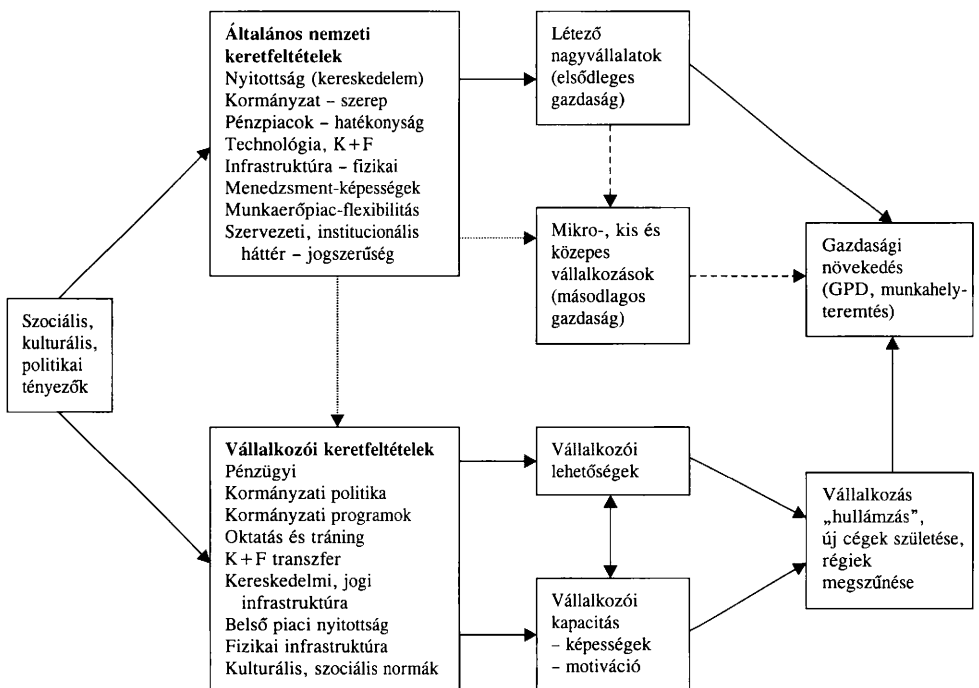 Általános nemzeti
keretfeltételek
Nyitottság (kereskedelem)
Kormányzat – szerep
Pénzpiacok – hatékonyság
Technológia, K+F
Infrastruktúra – fizikai
Menedzsment-képességek
Munkaerőpiac-flexibilitás
Szervezeti, institucionális
háttér – jogszerűség
Létező
nagyvállalatok
(elsődleges
gazdaság)
Mikro-, kis és
közepes
vállalkozások
(másodlagos
gazdaság)
Gazdasági
növekedés
(GPD, munkahely-
teremtés)
Szociális,
kulturális,
politikai
tényezők
Vállalkozói keretfeltételek
Pénzügyi
Kormányzati politika
Kormányzati programok
Oktatás és tráning
K+F transzfer
Kereskedelmi, jogi
infrastruktúra
Belső piaci nyitottság
Fizikai infrastruktúra
Kulturális, szociális normák
Vállalkozói
lehetőségek
Vállalkozói
kapacitás
– képességek
– motiváció
Vállalkozás
„hullámzás”,
új cégek születése,
régiek
megszűnése